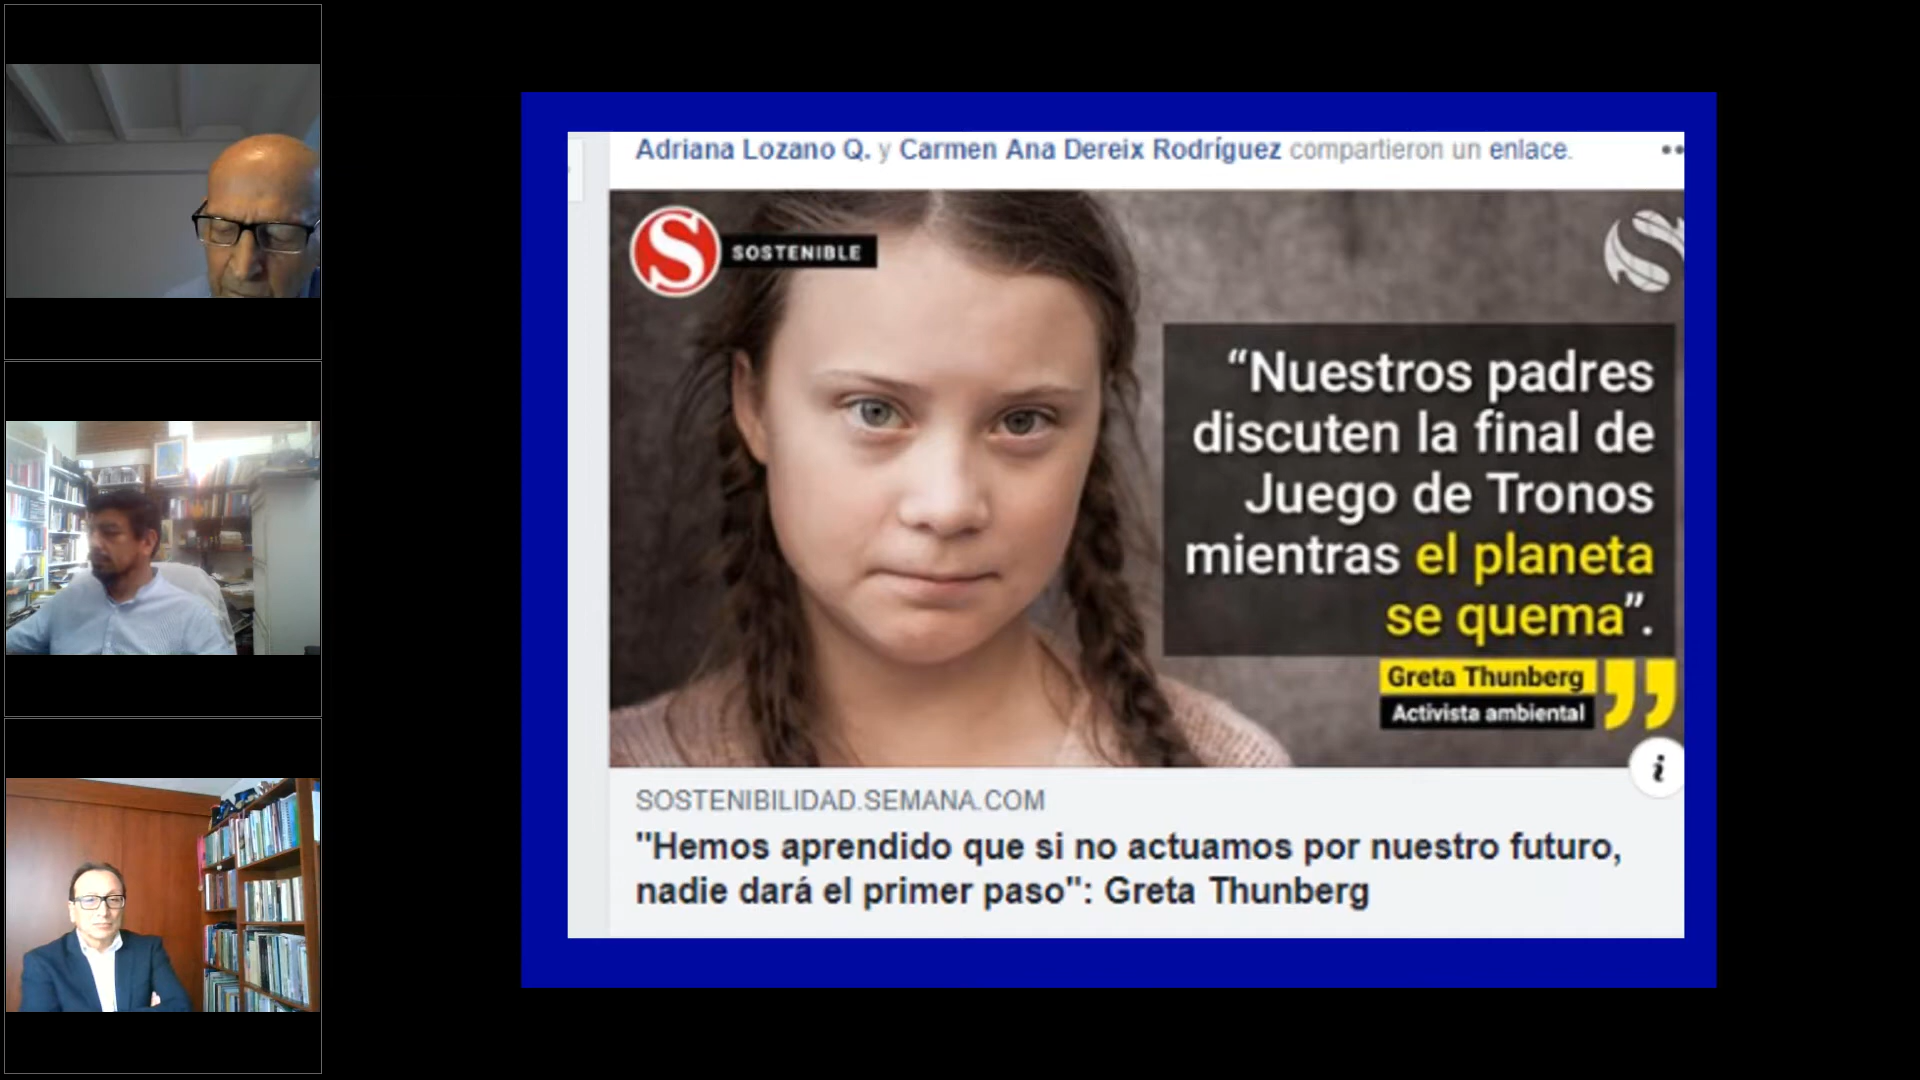 Adriana Lozano Q. y Carmen Ana Dereix Rodríguez compartieron un enlace.
S SOSTENIBLE
“Nuestros padres
discuten la final de
Juego de Tronos
mientras el planeta
se quema”.
Greta Thunberg
Activista ambiental
SOSTENIBILIDAD.SEMANA.COM
"Hemos aprendido que si no actuamos por nuestro futuro,
nadie dará el primer paso": Greta Thunberg